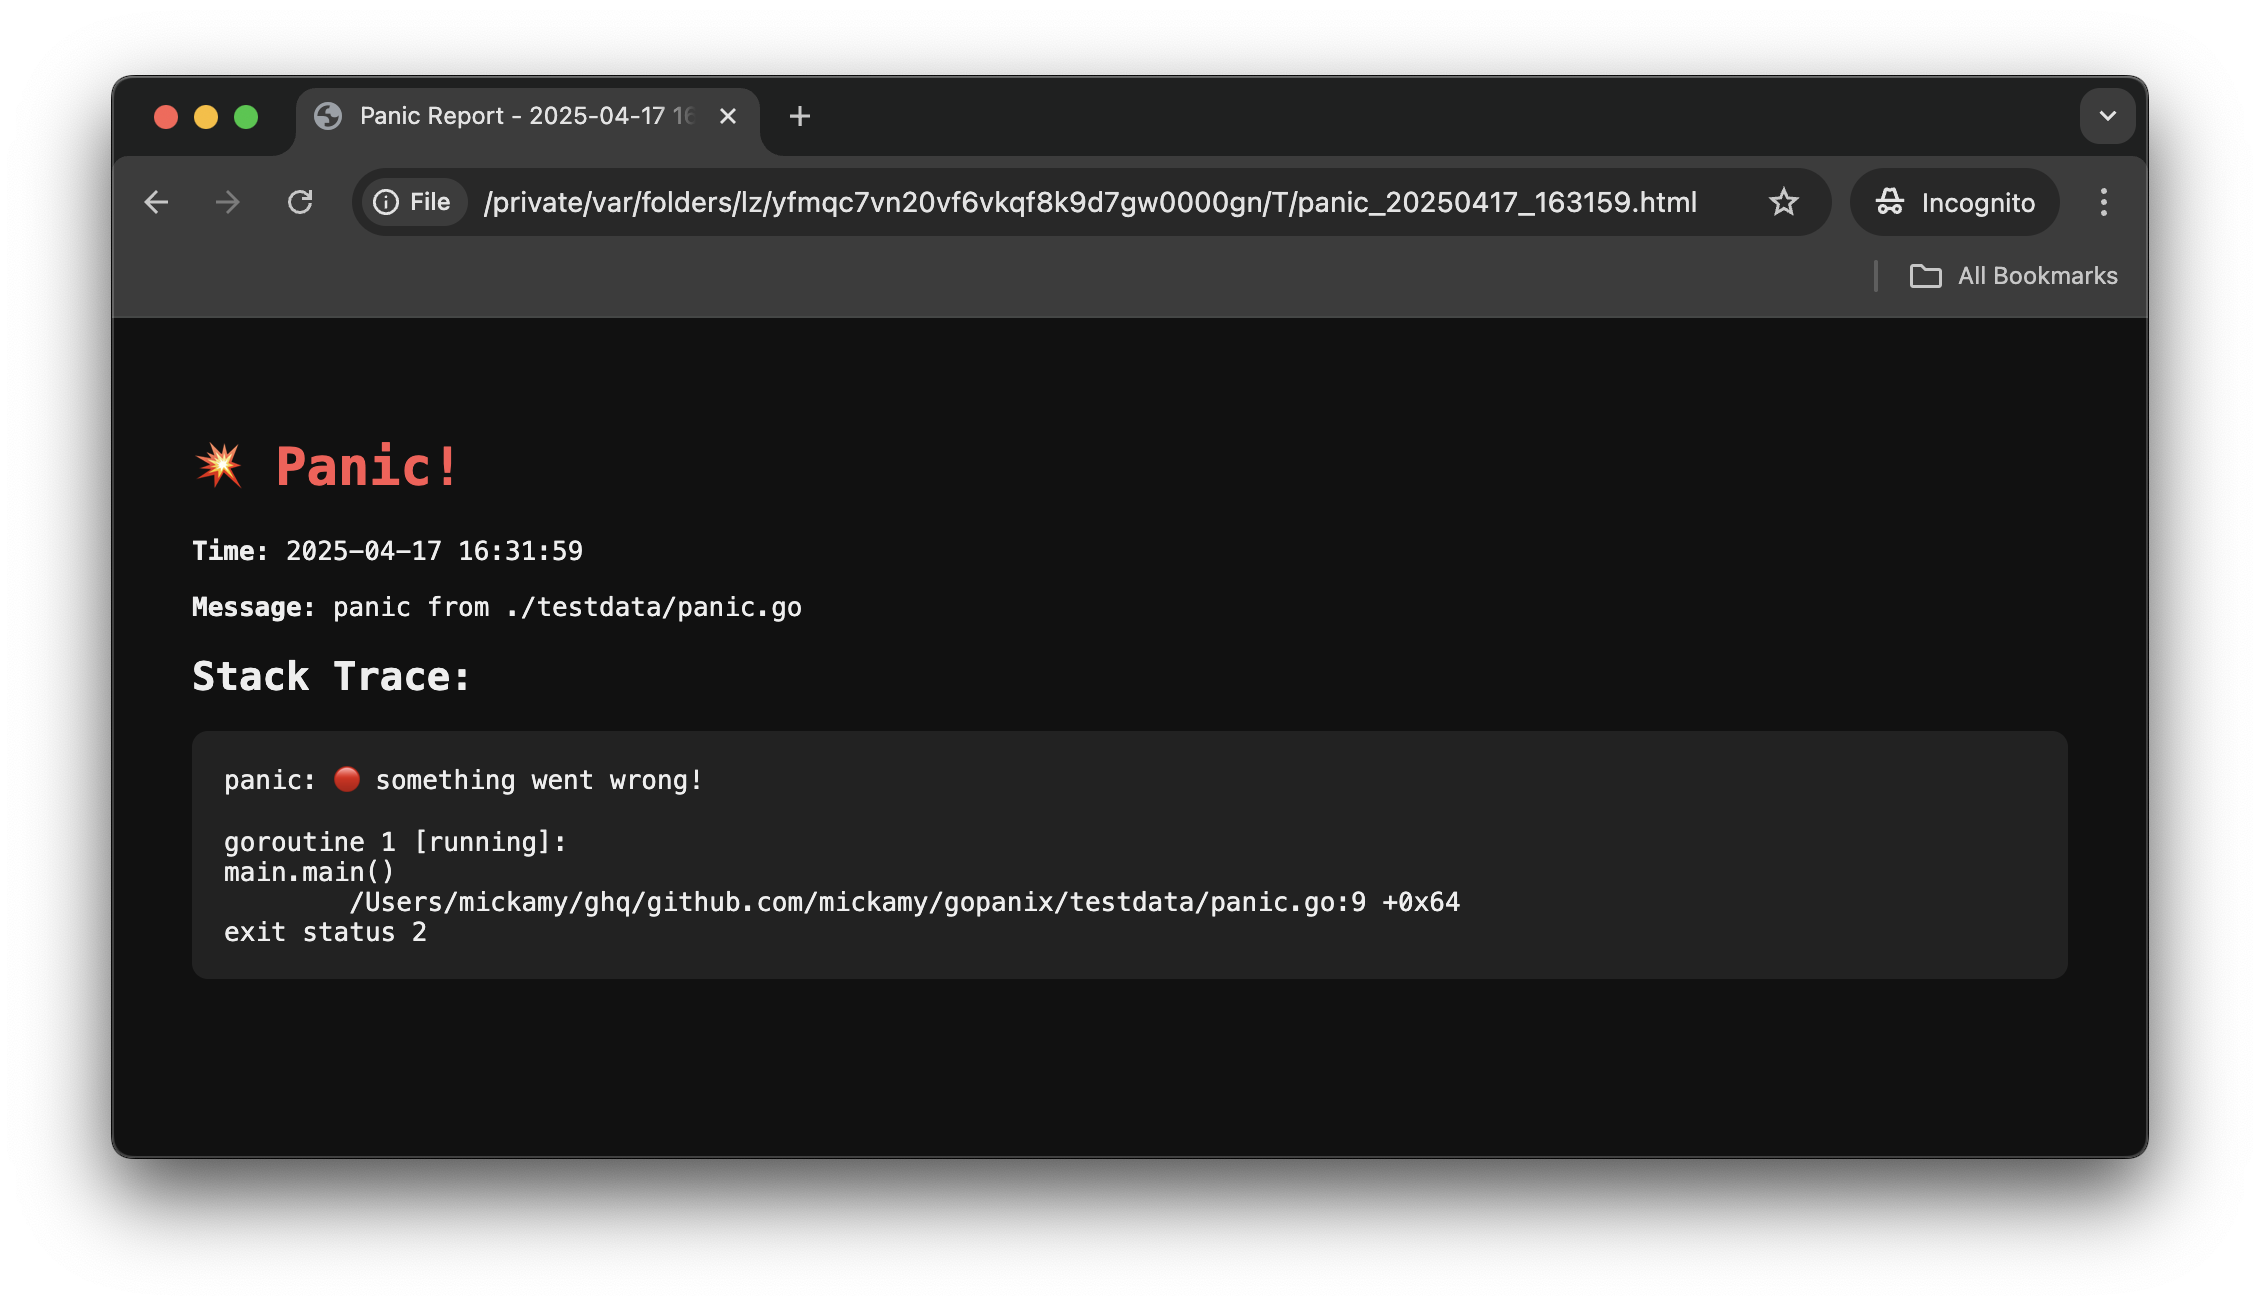 Panic Report - 2025-04-17 16
File /private/var/folders/lz/yfmqc7vn20vf6vkqf8k9d7gw0000gn/T/panic_20250417_163159.html
Incognito
All Bookmarks
💥 Panic!
Time: 2025-04-17 16:31:59
Message: panic from ./testdata/panic.go
Stack Trace:
panic: 🔴 something went wrong!
goroutine 1 [running]:
main.main()
/Users/mickamy/ghq/github.com/mickamy/gopanix/testdata/panic.go:9 +0x64
exit status 2